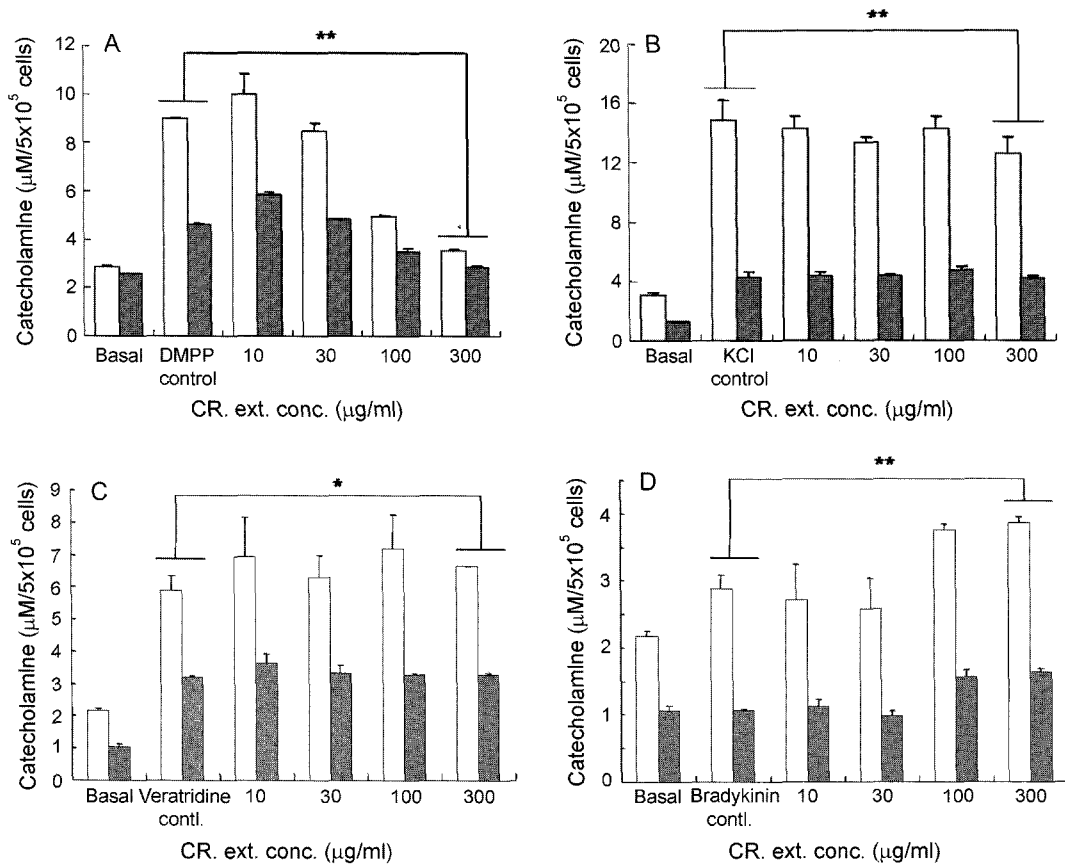 A
**
12
10
8
6
4
2
0
Catecholamine (µM/5x10⁵ cells)
Basal DMPP control 10 30 100 300
CR. ext. conc. (µg/ml)
B
**
20
16
12
8
4
0
Catecholamine (µM/5x10⁵ cells)
Basal KCl control 10 30 100 300
CR. ext. conc. (µg/ml)
C
*
9
8
7
6
5
4
3
2
1
0
Catecholamine (µM/5x10⁵ cells)
Basal Veratridine contl. 10 30 100 300
CR. ext. conc. (µg/ml)
D
**
4
3
2
1
0
Catecholamine (µM/5x10⁵ cells)
Basal Bradykinin contl. 10 30 100 300
CR. ext. conc. (µg/ml)